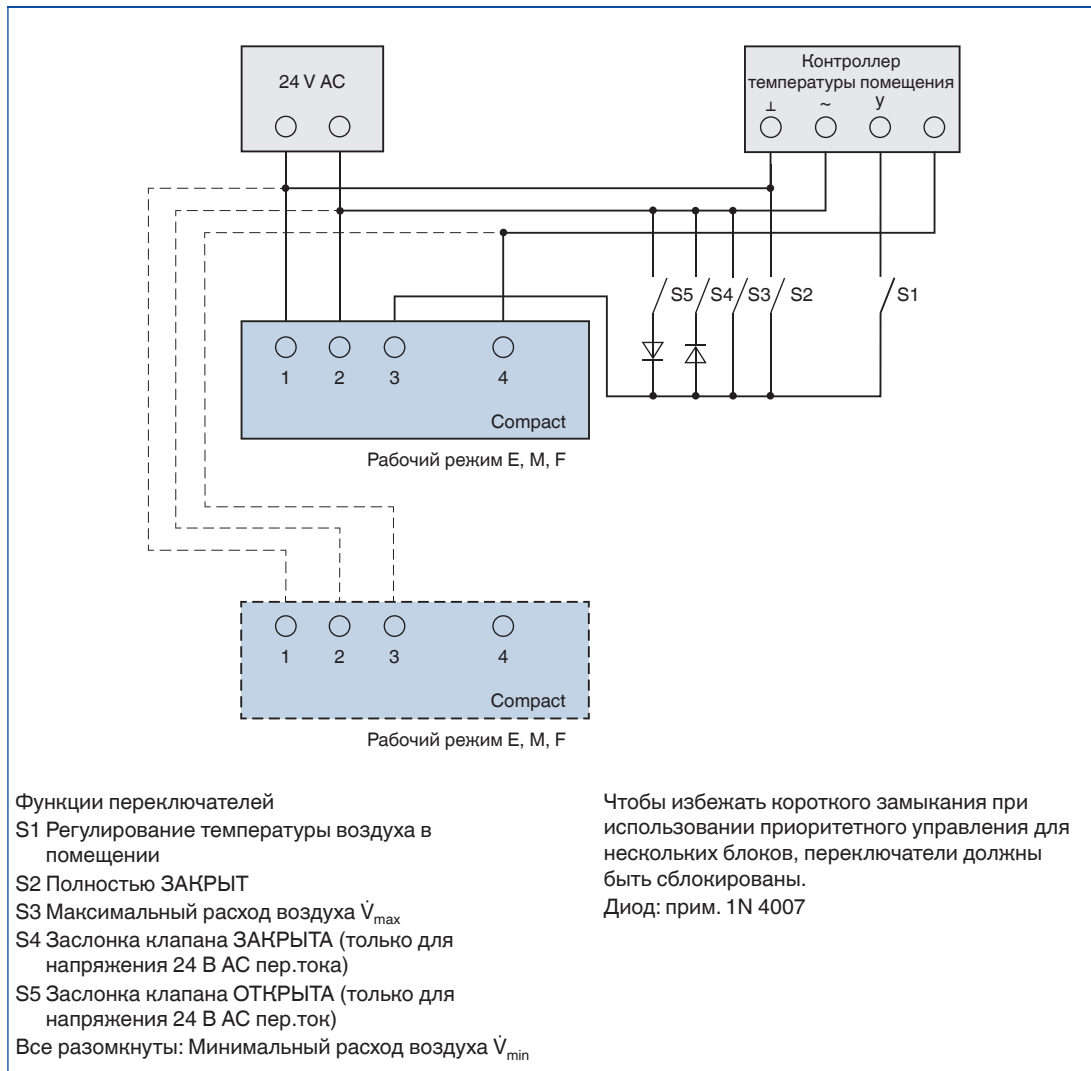 24 V AC
Контроллер
температуры помещения
⊥ ~ y
S5 S4 S3 S2 S1
1 2 3 4
Compact
Рабочий режим E, M, F
1 2 3 4
Compact
Рабочий режим E, M, F
Функции переключателей
S1 Регулирование температуры воздуха в
помещении
S2 Полностью ЗАКРЫТ
S3 Максимальный расход воздуха V̇max
S4 Заслонка клапана ЗАКРЫТА (только для
напряжения 24 В АС пер.тока)
S5 Заслонка клапана ОТКРЫТА (только для
напряжения 24 В АС пер.ток)
Все разомкнуты: Минимальный расход воздуха V̇min
Чтобы избежать короткого замыкания при
использовании приоритетного управления для
нескольких блоков, переключатели должны
быть сблокированы.
Диод: прим. 1N 4007